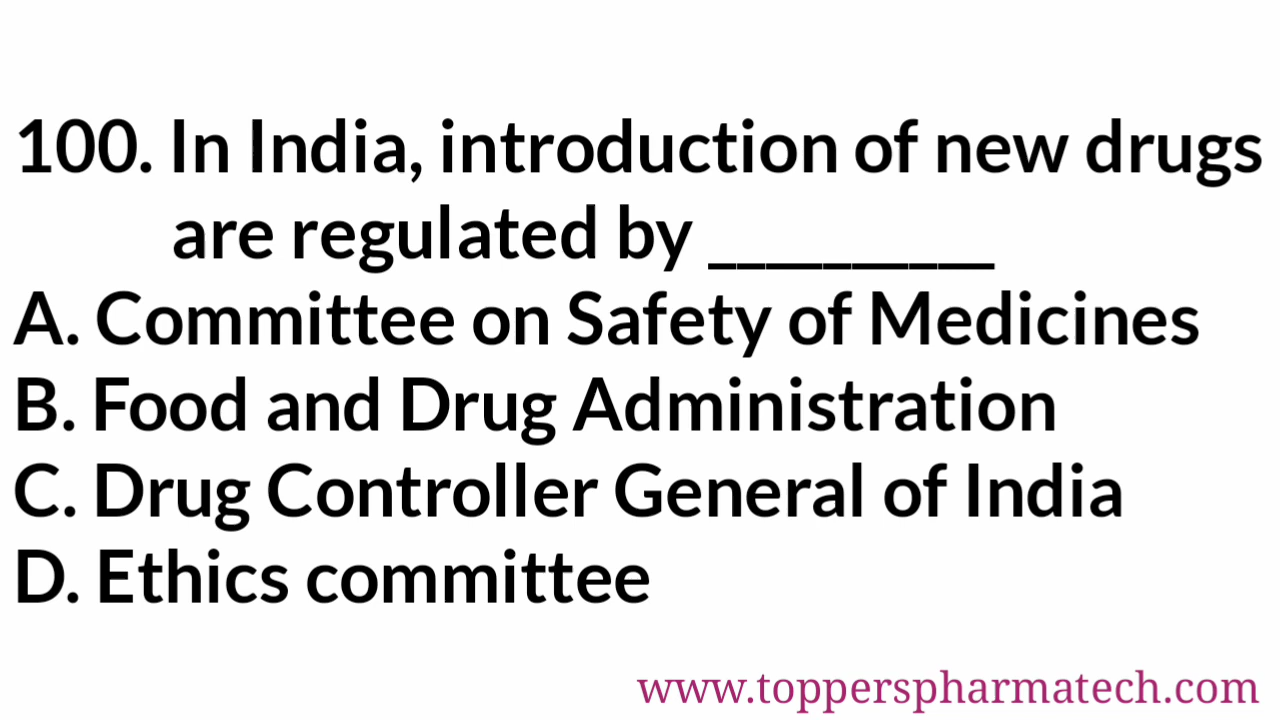 100. In India, introduction of new drugs
are regulated by __________
A. Committee on Safety of Medicines
B. Food and Drug Administration
C. Drug Controller General of India
D. Ethics committee
www.topperspharmatech.com